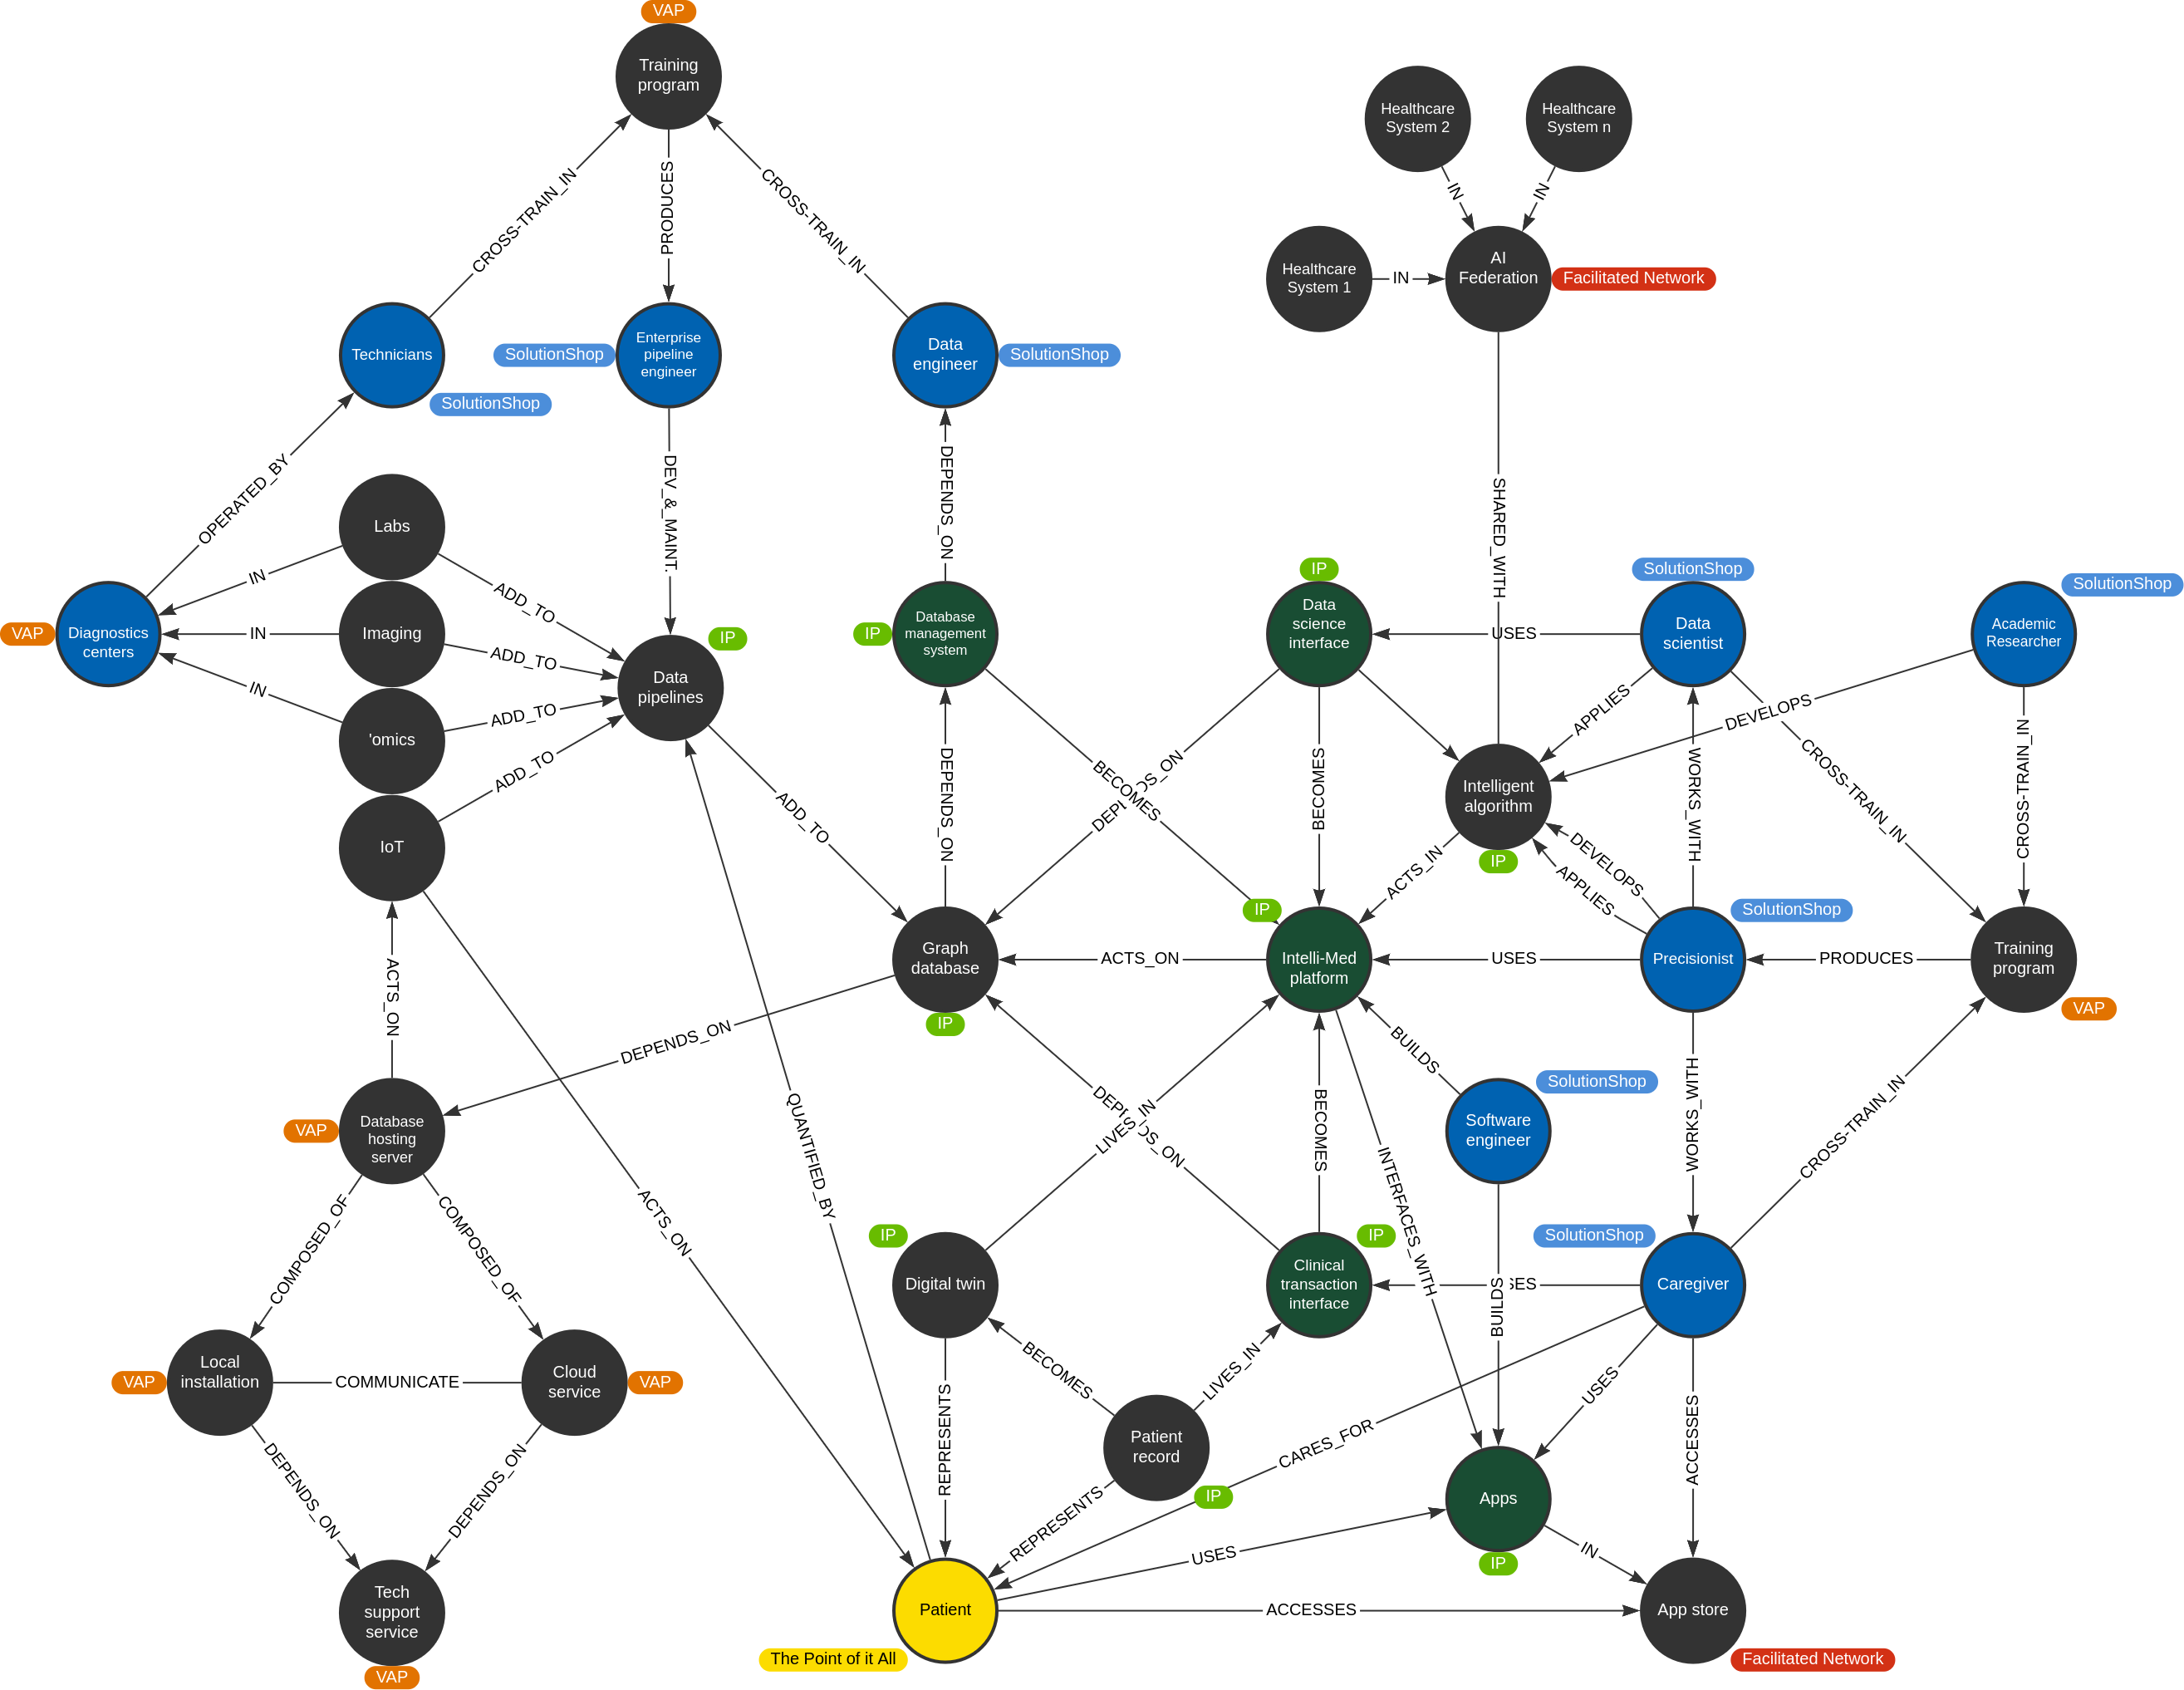 VAP
Training
program
Healthcare
System 2
Healthcare
System n
IN
IN
CROSS-TRAIN_IN
PRODUCES
CROSS-TRAIN_IN
Healthcare
System 1
IN
AI
Federation
Facilitated Network
Technicians
SolutionShop
SolutionShop
Enterprise
pipeline
engineer
Data
engineer
SolutionShop
OPERATED_BY
DEV_&_MAINT.
DEPENDS_ON
SHARED_WITH
Labs
IN
ADD_TO
VAP
Diagnostics
centers
IN
Imaging
ADD_TO
IN
'omics
ADD_TO
IoT
ADD_TO
Data
pipelines
IP
IP
Database
management
system
IP
Data
science
interface
USES
SolutionShop
Data
scientist
SolutionShop
Academic
Researcher
APPLIES
DEVELOPS
CROSS-TRAIN_IN
CROSS-TRAIN_IN
ADD_TO
DEPENDS_ON
BECOMES
DEPENDS_ON
BECOMES
Intelligent
algorithm
IP
WORKS_WITH
DEVELOPS
APPLIES
ACTS_IN
ACTS_ON
Graph
database
IP
ACTS_ON
IP
Intelli-Med
platform
USES
SolutionShop
Precisionist
PRODUCES
Training
program
VAP
DEPENDS_ON
BUILDS
SolutionShop
Software
engineer
WORKS_WITH
CROSS-TRAIN_IN
VAP
Database
hosting
server
QUANTIFIED_BY
ACTS_ON
DEPENDS_ON
LIVES_IN
BECOMES
INTERFACES_WITH
COMPOSED_OF
COMPOSED_OF
IP
Digital twin
IP
Clinical
transaction
interface
USES
BUILDS
SolutionShop
Caregiver
VAP
Local
installation
COMMUNICATE
Cloud
service
VAP
BECOMES
LIVES_IN
REPRESENTS
Patient
record
IP
CARES_FOR
USES
ACCESSES
DEPENDS_ON
DEPENDS_ON
REPRESENTS
Apps
IP
USES
IN
Tech
support
service
VAP
Patient
The Point of it All
ACCESSES
App store
Facilitated Network